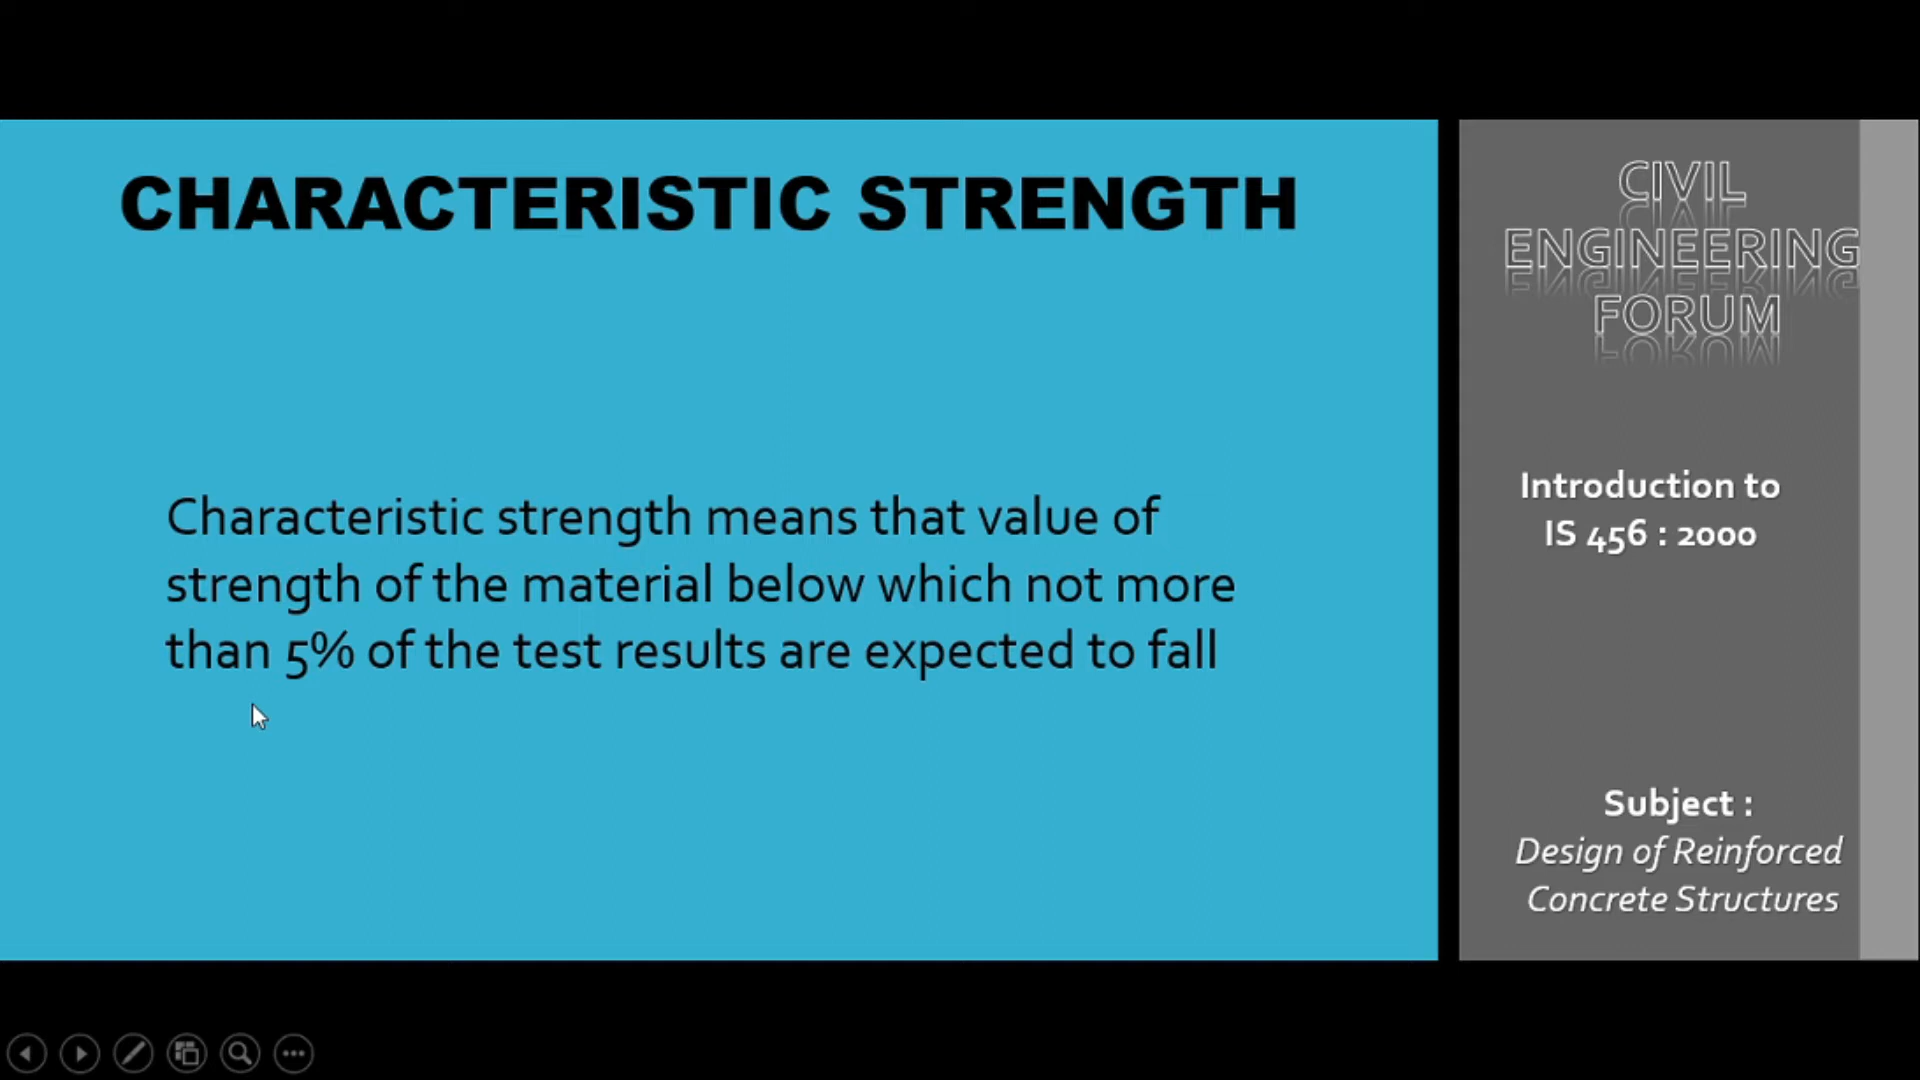 CHARACTERISTIC STRENGTH
Characteristic strength means that value of
strength of the material below which not more
than 5% of the test results are expected to fall
CIVIL
ENGINEERING
FORUM
Introduction to
IS 456 : 2000
Subject :
Design of Reinforced
Concrete Structures